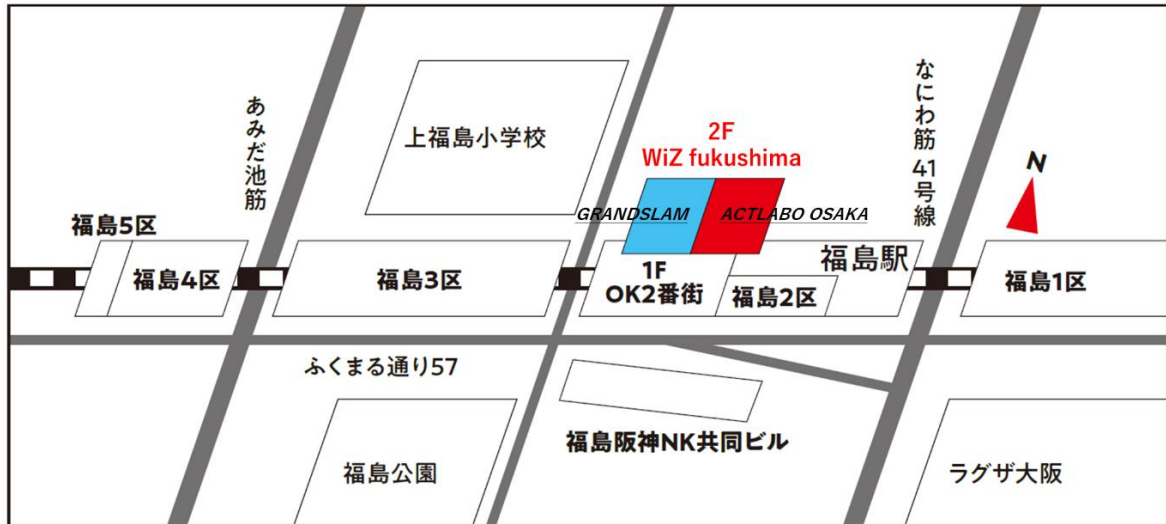 あみだ池筋
上福島小学校
2F
WiZ fukushima
なにわ筋 41号線
N
GRANDSLAM
ACTLABO OSAKA
福島5区
福島4区
福島3区
1F
OK2番街
福島2区
福島駅
福島1区
ふくまる通り57
福島阪神NK共同ビル
福島公園
ラグザ大阪